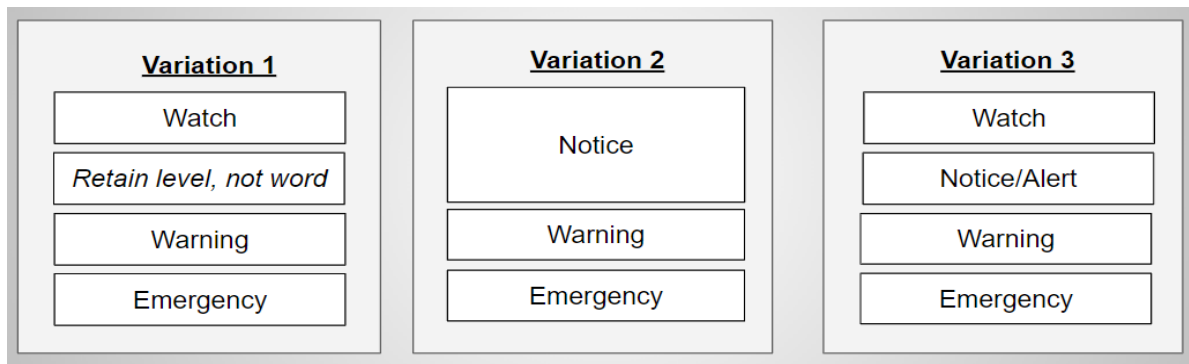 Variation 1
Watch
Retain level, not word
Warning
Emergency
Variation 2
Notice
Warning
Emergency
Variation 3
Watch
Notice/Alert
Warning
Emergency